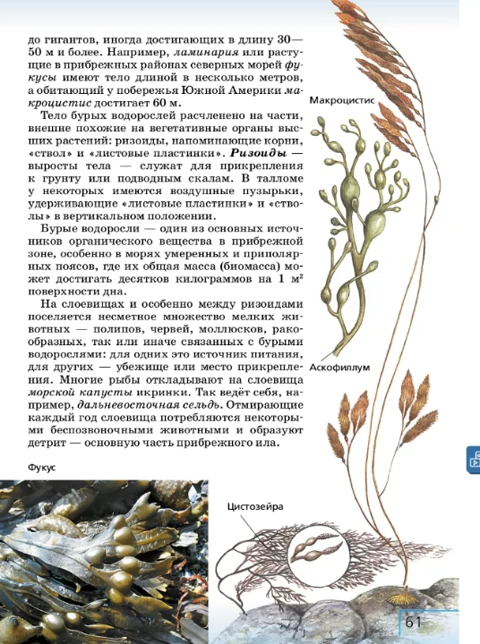 до гигантов, иногда достигающих в длину 30—
50 м и более. Например, ламинария или расту-
щие в прибрежных районах северных морей фу-
кусы имеют тело длиной в несколько метров,
а обитающий у побережья Южной Америки ма-
кроцистис достигает 60 м.
Тело бурых водорослей расчленено на части,
внешне похожие на вегетативные органы выс-
ших растений: ризоиды, напоминающие корни,
«ствол» и «листовые пластинки». Ризоиды —
выросты тела — служат для прикрепления
к грунту или подводным скалам. В талломе
у некоторых имеются воздушные пузырьки,
удерживающие «листовые пластинки» и «ство-
лы» в вертикальном положении.
Бурые водоросли — один из основных источ-
ников органического вещества в прибрежной
зоне, особенно в морях умеренных и приполяр-
ных поясов, где их общая масса (биомасса) мо-
жет достигать десятков килограммов на 1 м²
поверхности дна.
На слоевищах и особенно между ризоидами
поселяется несметное множество мелких жи-
вотных — полипов, червей, моллюсков, рако-
образных, так или иначе связанных с бурыми
водорослями: для одних это источник питания,
для других — убежище или место прикрепле-
ния. Многие рыбы откладывают на слоевища
морской капусты икринки. Так ведёт себя, на-
пример, дальневосточная сельдь. Отмирающие
каждый год слоевища потребляются некоторы-
ми беспозвоночными животными и образуют
детрит — основную часть прибрежного ила.
Макроцистис
Аскофиллум
Фукус
Цистозейра
61